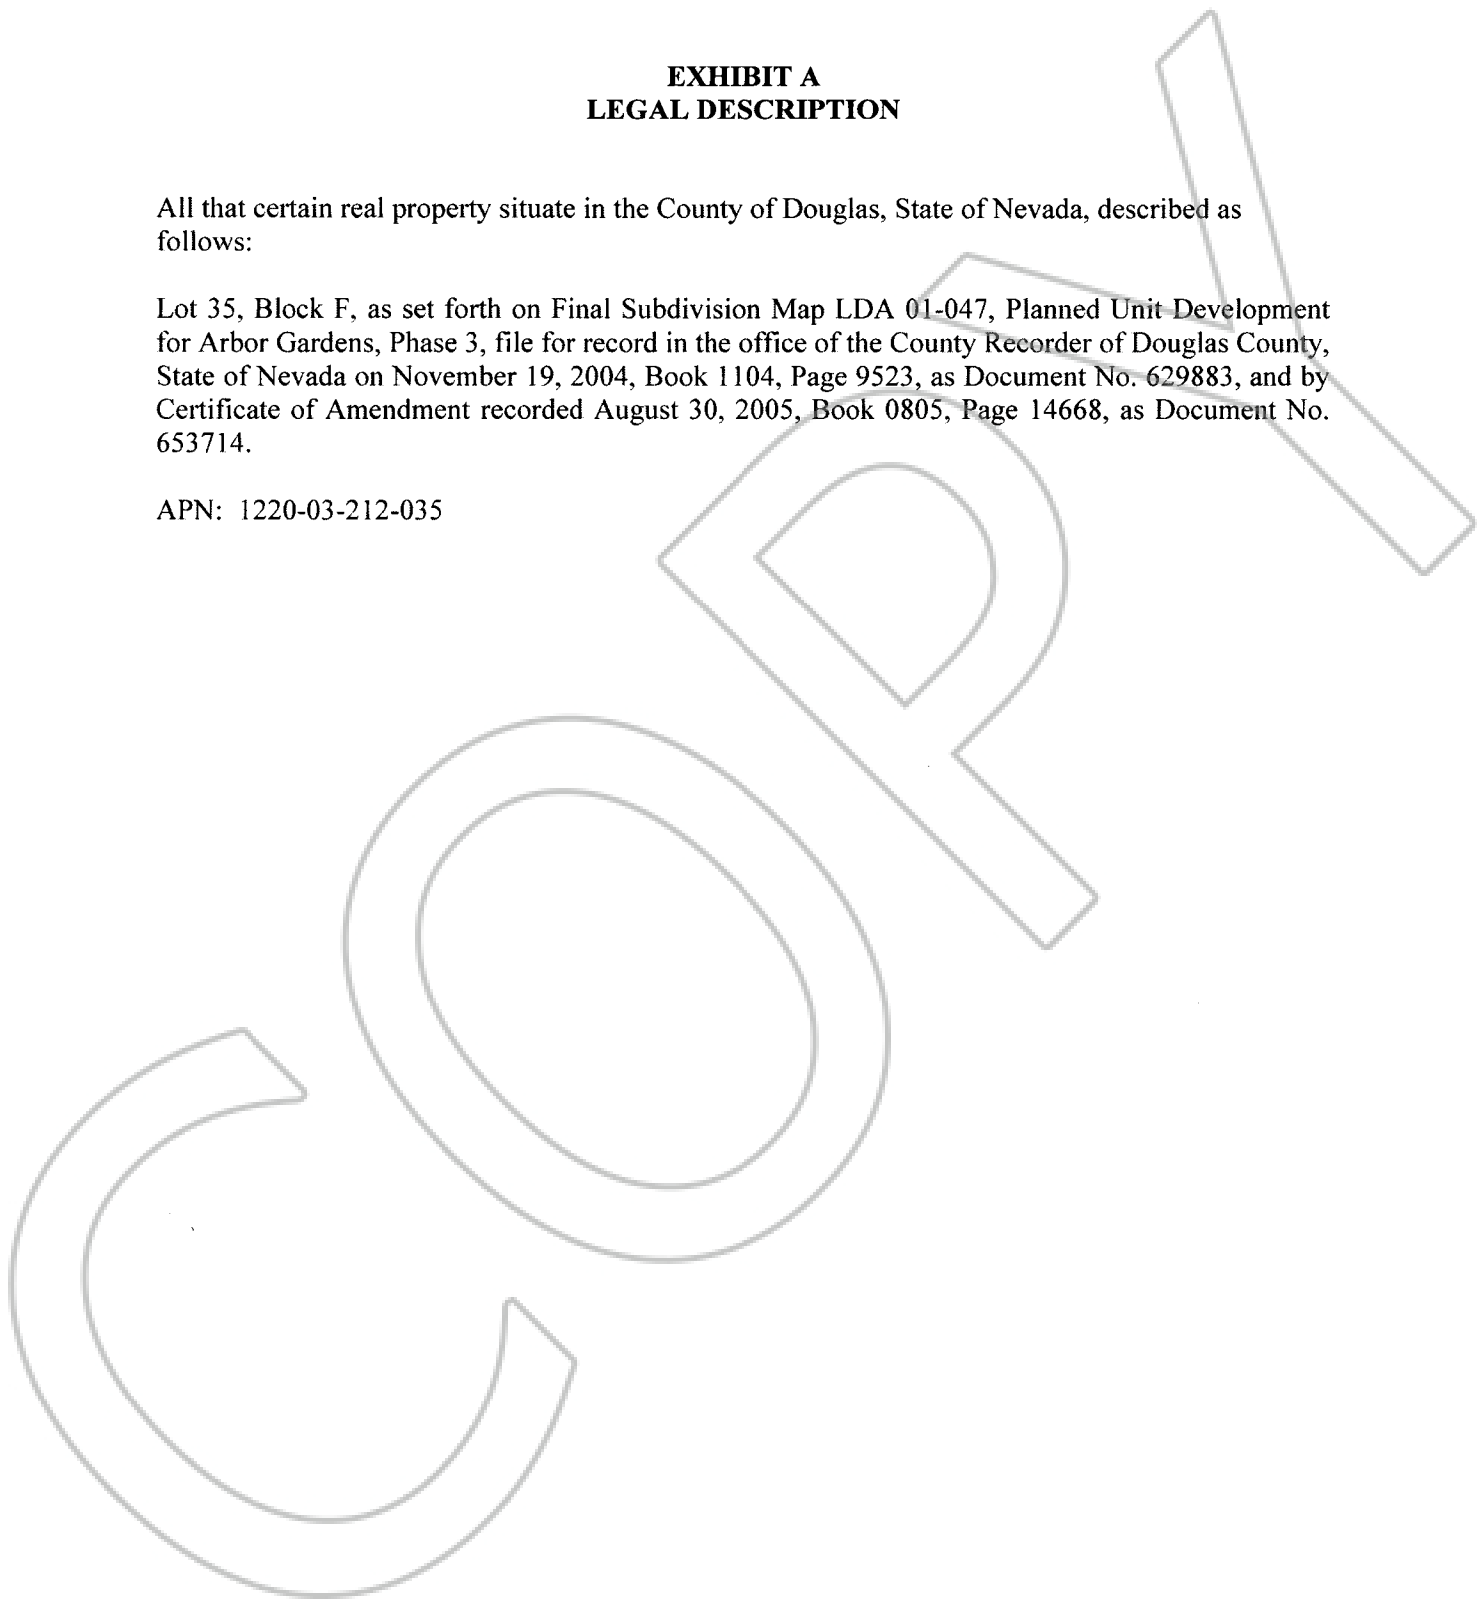 EXHIBIT A
LEGAL DESCRIPTION
All that certain real property situate in the County of Douglas, State of Nevada, described as
follows:
Lot 35, Block F, as set forth on Final Subdivision Map LDA 01-047, Planned Unit Development
for Arbor Gardens, Phase 3, file for record in the office of the County Recorder of Douglas County,
State of Nevada on November 19, 2004, Book 1104, Page 9523, as Document No. 629883, and by
Certificate of Amendment recorded August 30, 2005, Book 0805, Page 14668, as Document No.
653714.
APN: 1220-03-212-035
COPY